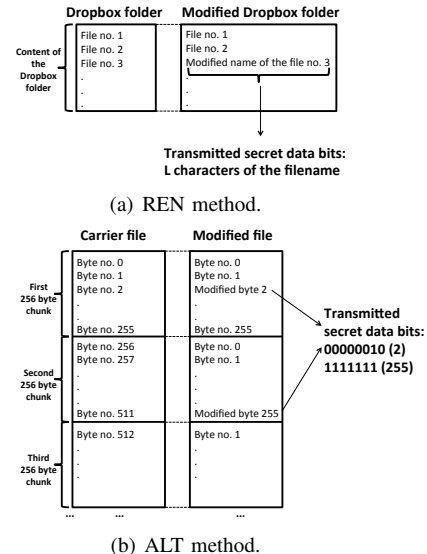 Dropbox folder Modified Dropbox folder
Content of
the
Dropbox
folder
File no. 1
File no. 2
File no. 3
.
.
.
File no. 1
File no. 2
Modified name of the file no. 3
.
.
.
Transmitted secret data bits:
L characters of the filename
(a) REN method.
Carrier file Modified file
First
256 byte
chunk
Byte no. 0
Byte no. 1
Byte no. 2
.
.
Byte no. 255
Byte no. 0
Byte no. 1
Modified byte 2
.
.
Byte no. 255
Second
256 byte
chunk
Byte no. 256
Byte no. 257
.
.
.
Byte no. 511
Byte no. 0
Byte no. 1
.
.
.
Modified byte 255
Transmitted
secret data bits:
00000010 (2)
1111111 (255)
Third
256 byte
chunk
Byte no. 512
.
.
.
Byte no. 1
.
.
.
... ... ...
(b) ALT method.